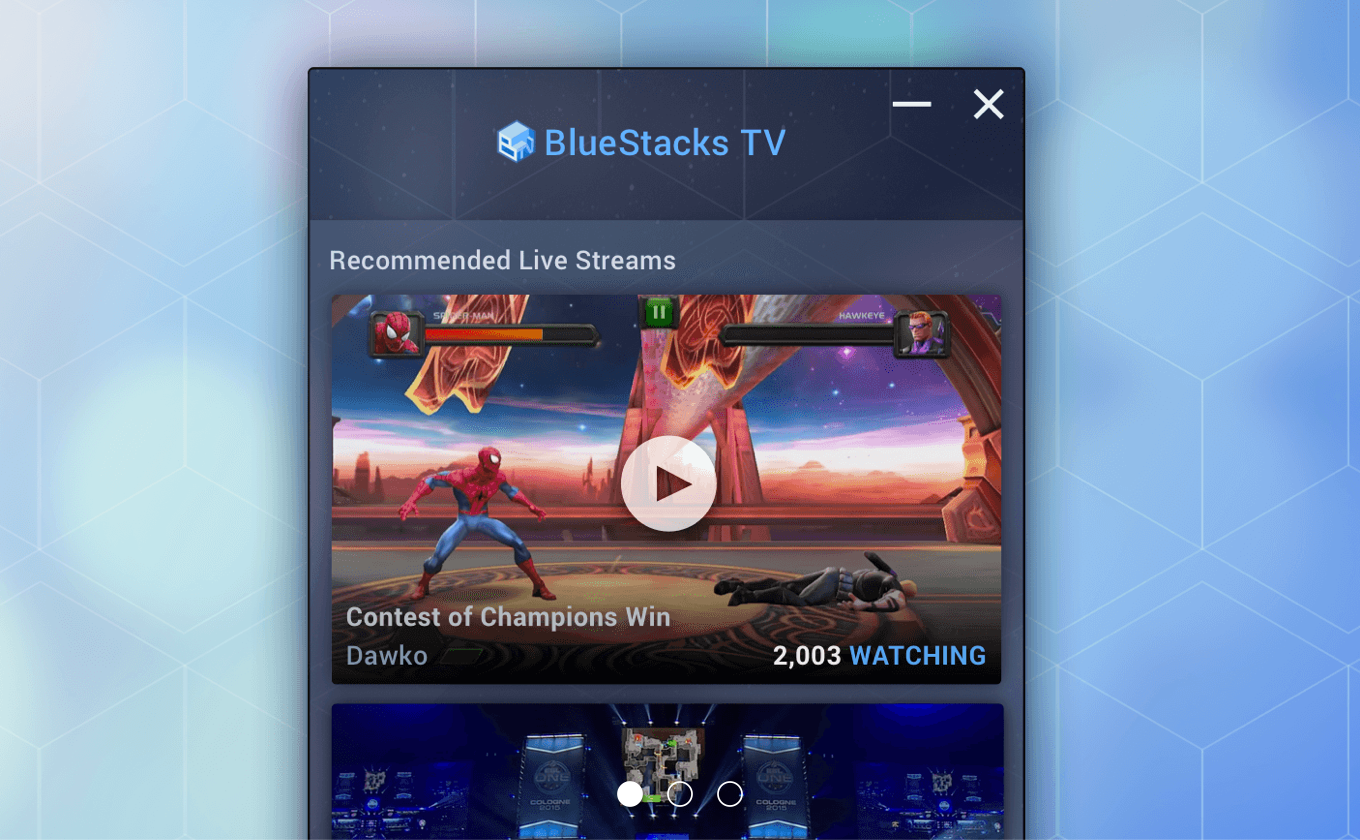 BlueStacks TV
Recommended Live Streams
SPIDER-MAN
HAWKEYE
Contest of Champions Win
Dawko
2,003 WATCHING
ONE
ONE
COLOGNE
2015
COLOGNE
2015